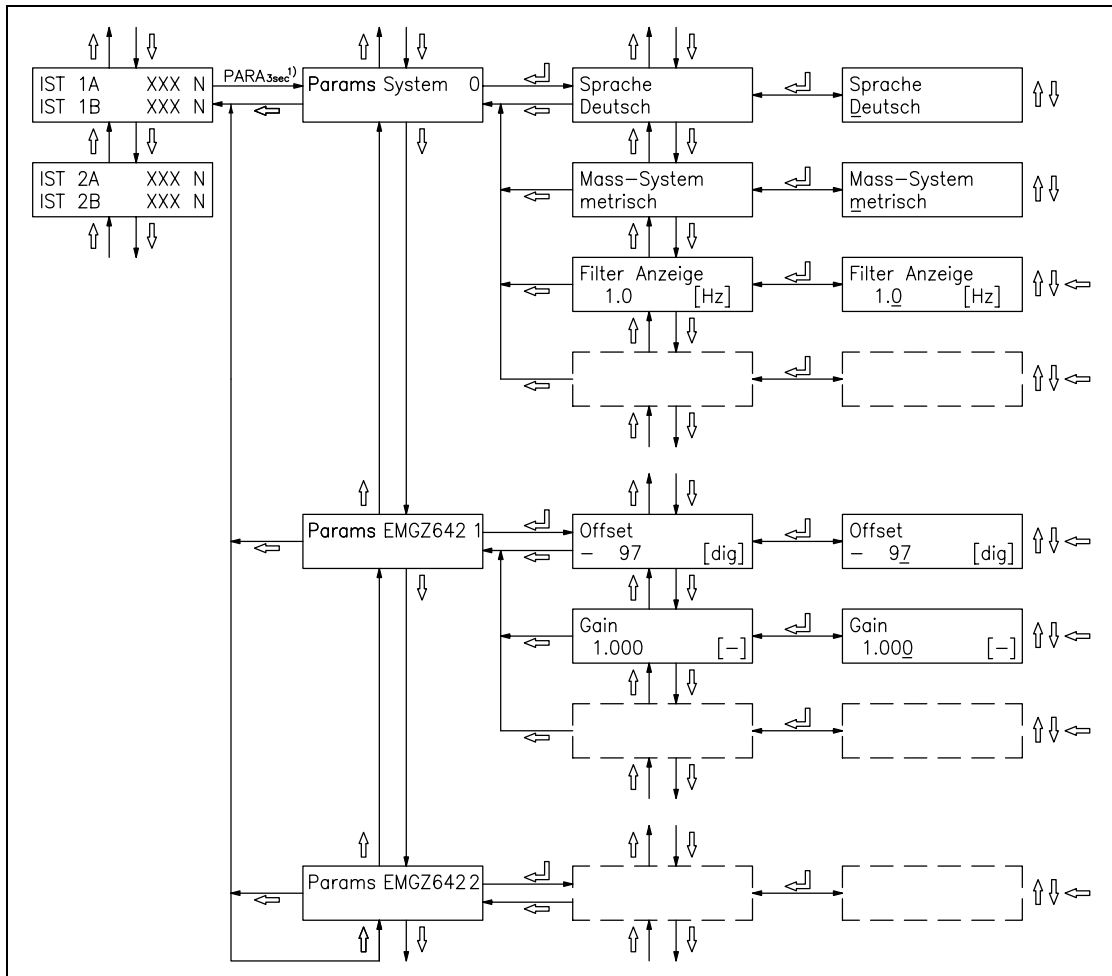 IST 1A XXX N
IST 1B XXX N
PARA3sec1)
Params System 0
Sprache
Deutsch
Sprache
Deutsch
IST 2A XXX N
IST 2B XXX N
Mass-System
metrisch
Mass-System
metrisch
Filter Anzeige
1.0 [Hz]
Filter Anzeige
1.0 [Hz]
Params EMGZ642 1
Offset
- 97 [dig]
Offset
- 97 [dig]
Gain
1.000 [-]
Gain
1.000 [-]
Params EMGZ642 2